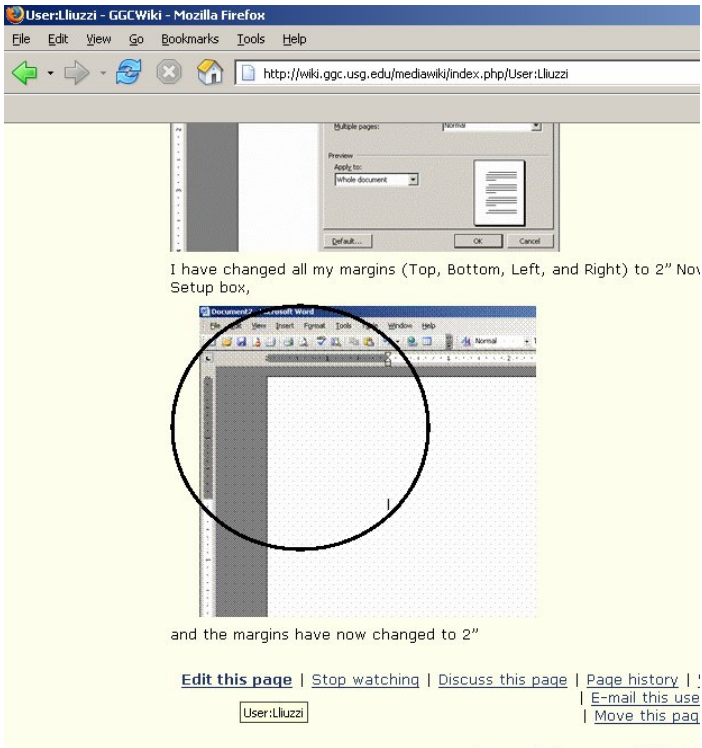 User:Lliuzzi - GGCWiki - Mozilla Firefox
File Edit View Go Bookmarks Tools Help
http://wiki.ggc.usg.edu/mediawiki/index.php/User:Lliuzzi
Multiple pages: Normal
Preview
Apply to:
Whole document
Default... OK Cancel
I have changed all my margins (Top, Bottom, Left, and Right) to 2" Nov
Setup box,
Document2 - Microsoft Word
File Edit View Insert Format Tools Window Help
Normal
and the margins have now changed to 2"
Edit this page | Stop watching | Discuss this page | Page history |
| E-mail this use
User:Lliuzzi | Move this pag